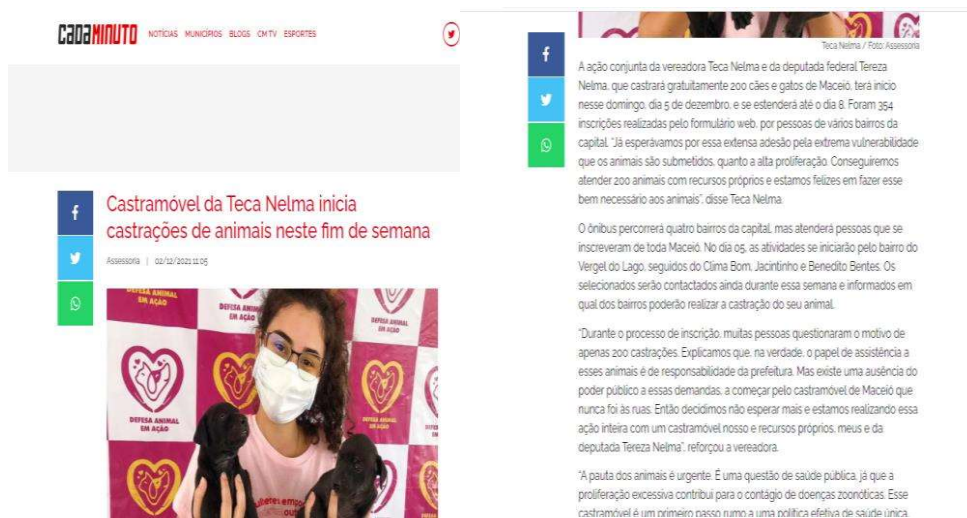 CADAMINUTO
NOTÍCIAS MUNICÍPIOS BLOGS CMTV ESPORTES
Castramóvel da Teca Nelma inicia
castrações de animais neste fim de semana
Assessoria | 02/12/2021 11:05
DEFESA ANIMAL
EM AÇÃO
DEFESA ANIMAL
EM AÇÃO
DEFESA ANIMAL
EM AÇÃO
DEFESA ANIMAL
EM AÇÃO
Teca Nelma / Foto: Assessoria
A ação conjunta da vereadora Teca Nelma e da deputada federal Tereza
Nelma, que castrará gratuitamente 200 cães e gatos de Maceió, terá início
nesse domingo, dia 5 de dezembro, e se estenderá até o dia 8. Foram 354
inscrições realizadas pelo formulário web, por pessoas de vários bairros da
capital. "Já esperávamos por essa extensa adesão pela extrema vulnerabilidade
que os animais são submetidos, quanto a alta proliferação. Conseguiremos
atender 200 animais com recursos próprios e estamos felizes em fazer esse
bem necessário aos animais", disse Teca Nelma.
O ônibus percorrerá quatro bairros da capital, mas atenderá pessoas que se
inscreveram de toda Maceió. No dia 05, as atividades se iniciarão pelo bairro do
Vergel do Lago, seguidos do Clima Bom, Jacintinho e Benedito Bentes. Os
selecionados serão contactados ainda durante essa semana e informados em
qual dos bairros poderão realizar a castração do seu animal.
"Durante o processo de inscrição, muitas pessoas questionaram o motivo de
apenas 200 castrações. Explicamos que, na verdade, o papel de assistência a
esses animais é de responsabilidade da prefeitura. Mas existe uma ausência do
poder público a essas demandas, a começar pelo castramóvel de Maceió que
nunca foi às ruas. Então decidimos não esperar mais e estamos realizando essa
ação inteira com um castramóvel nosso e recursos próprios, meus e da
deputada Tereza Nelma", reforçou a vereadora.
"A pauta dos animais é urgente. É uma questão de saúde pública, já que a
proliferação excessiva contribui para o contágio de doenças zoonóticas. Esse
castramóvel é um primeiro passo rumo a uma política efetiva de saúde única,